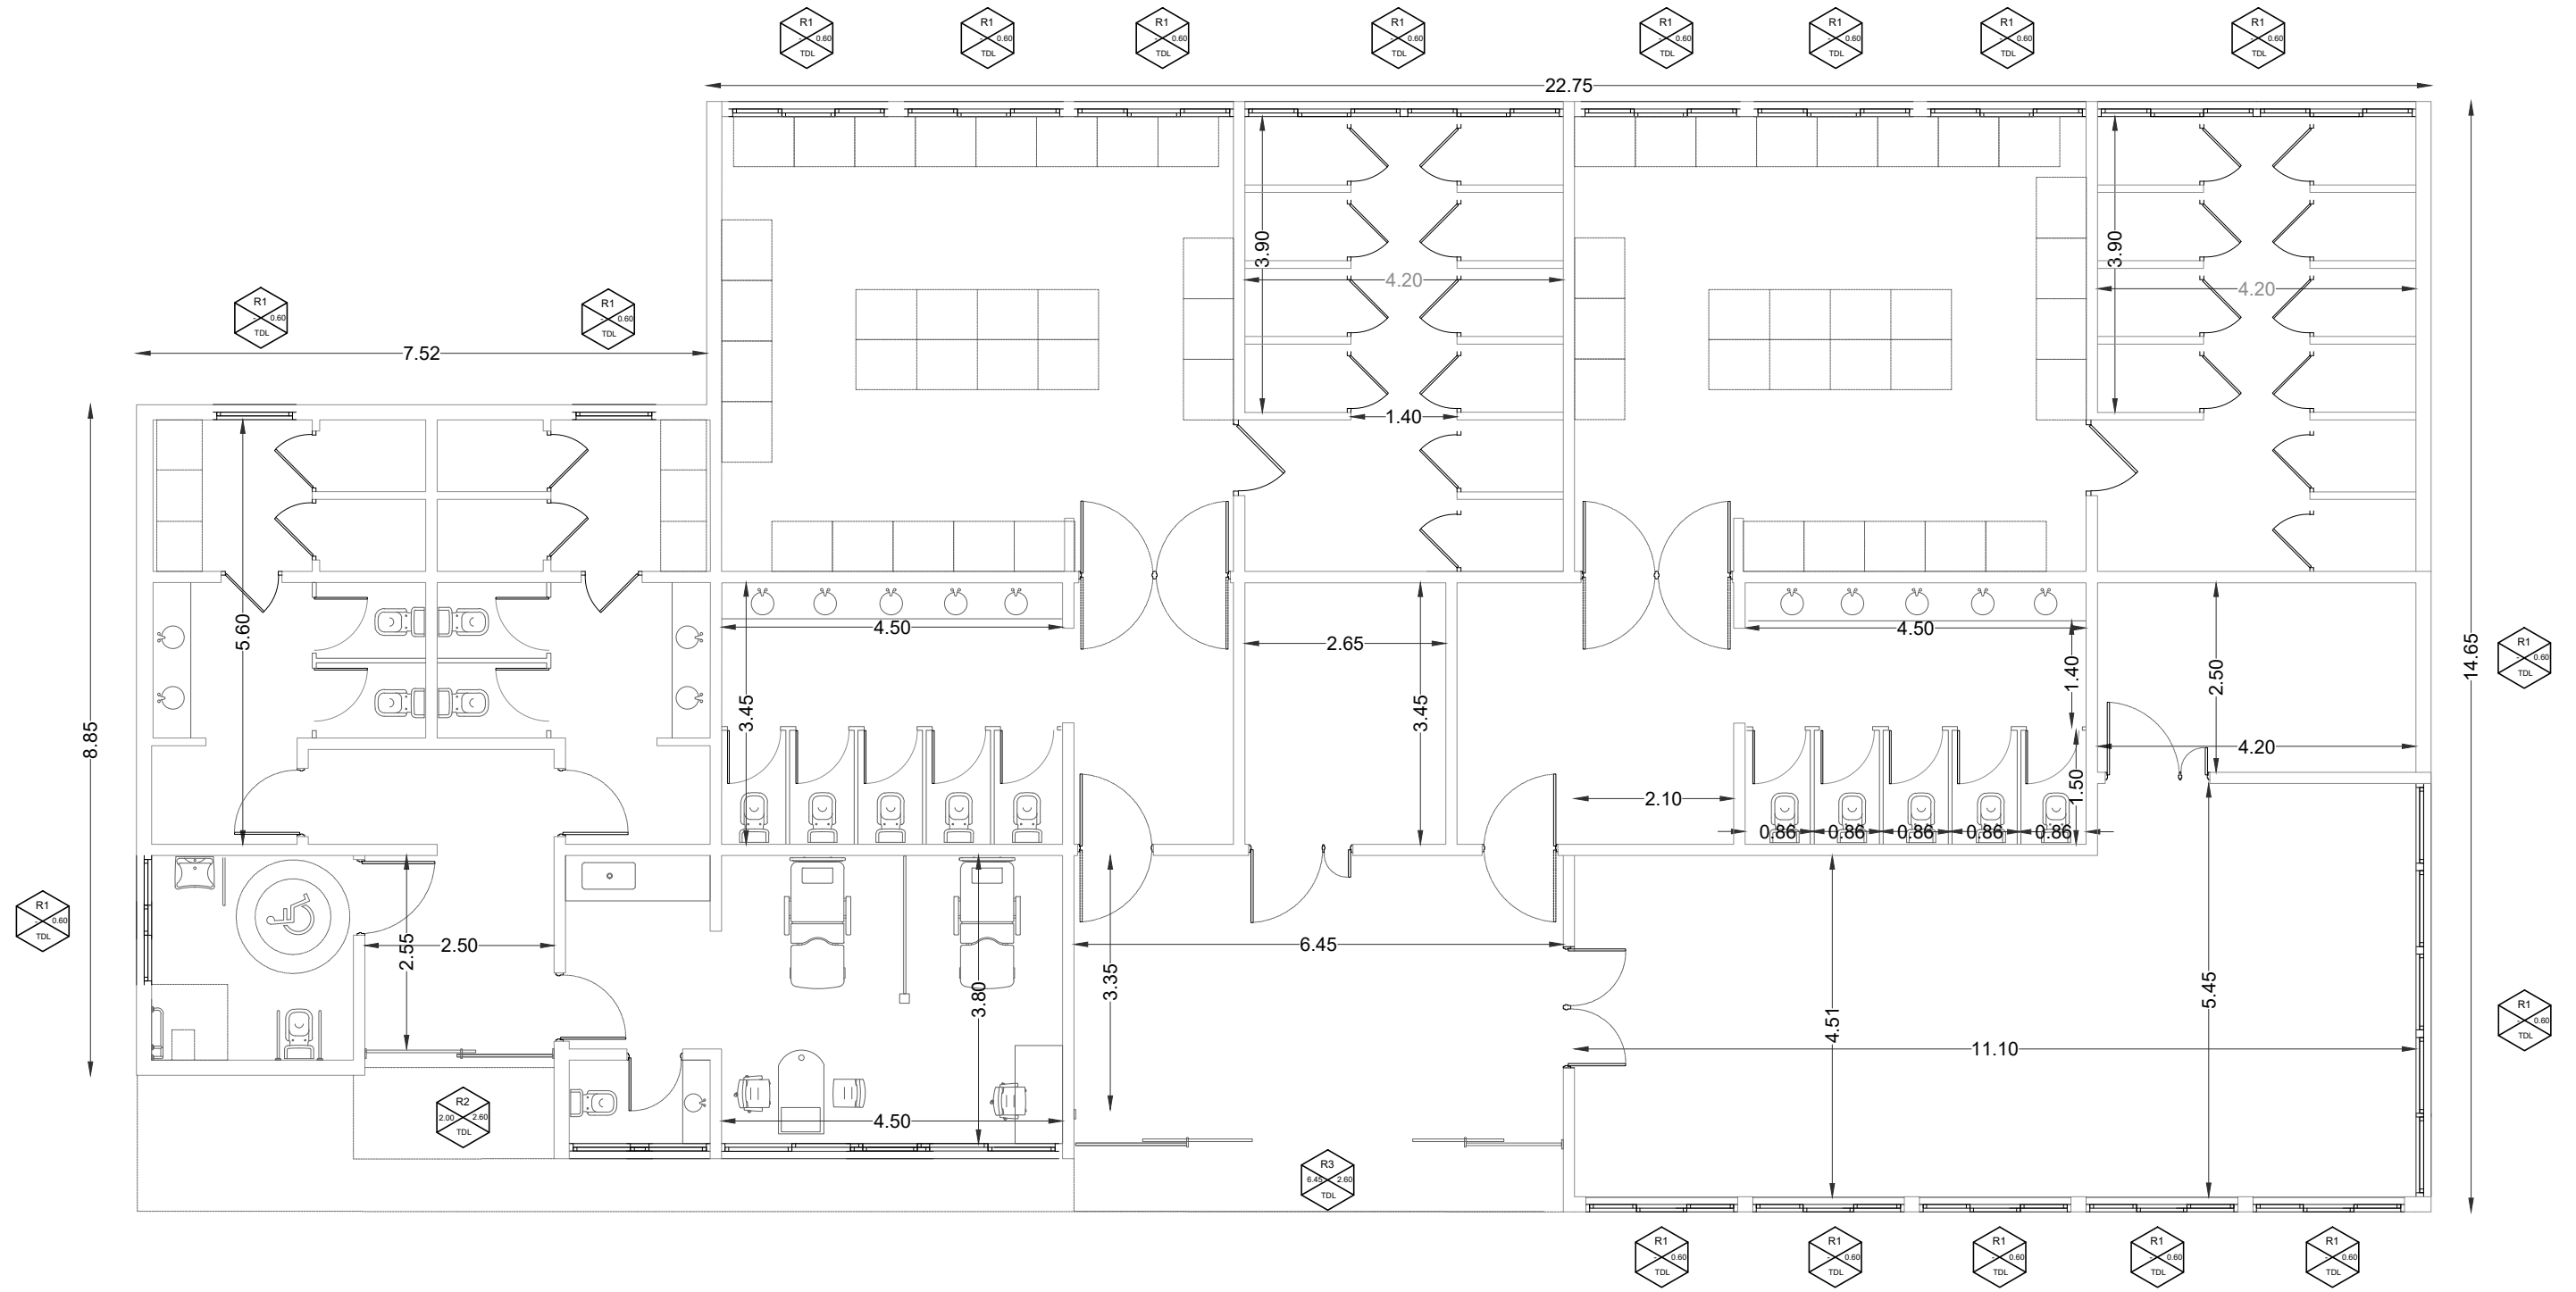 R1
- 0.60
TDL
R1
- 0.60
TDL
R1
- 0.60
TDL
R1
- 0.60
TDL
R1
- 0.60
TDL
R1
- 0.60
TDL
R1
- 0.60
TDL
R1
- 0.60
TDL
22.75
3.90
4.20
1.40
3.90
4.20
R1
- 0.60
TDL
R1
- 0.60
TDL
7.52
8.85
5.60
4.50
3.45
2.65
3.45
4.50
1.40
1.50
2.50
4.20
14.65
R1
- 0.60
TDL
2.10
0.86
0.86
0.86
0.86
0.86
R1
- 0.60
TDL
2.55
2.50
3.80
4.50
6.45
3.35
4.51
5.45
11.10
R1
- 0.60
TDL
R2
2.00 2.60
TDL
R3
6.45 2.60
TDL
R1
- 0.60
TDL
R1
- 0.60
TDL
R1
- 0.60
TDL
R1
- 0.60
TDL
R1
- 0.60
TDL